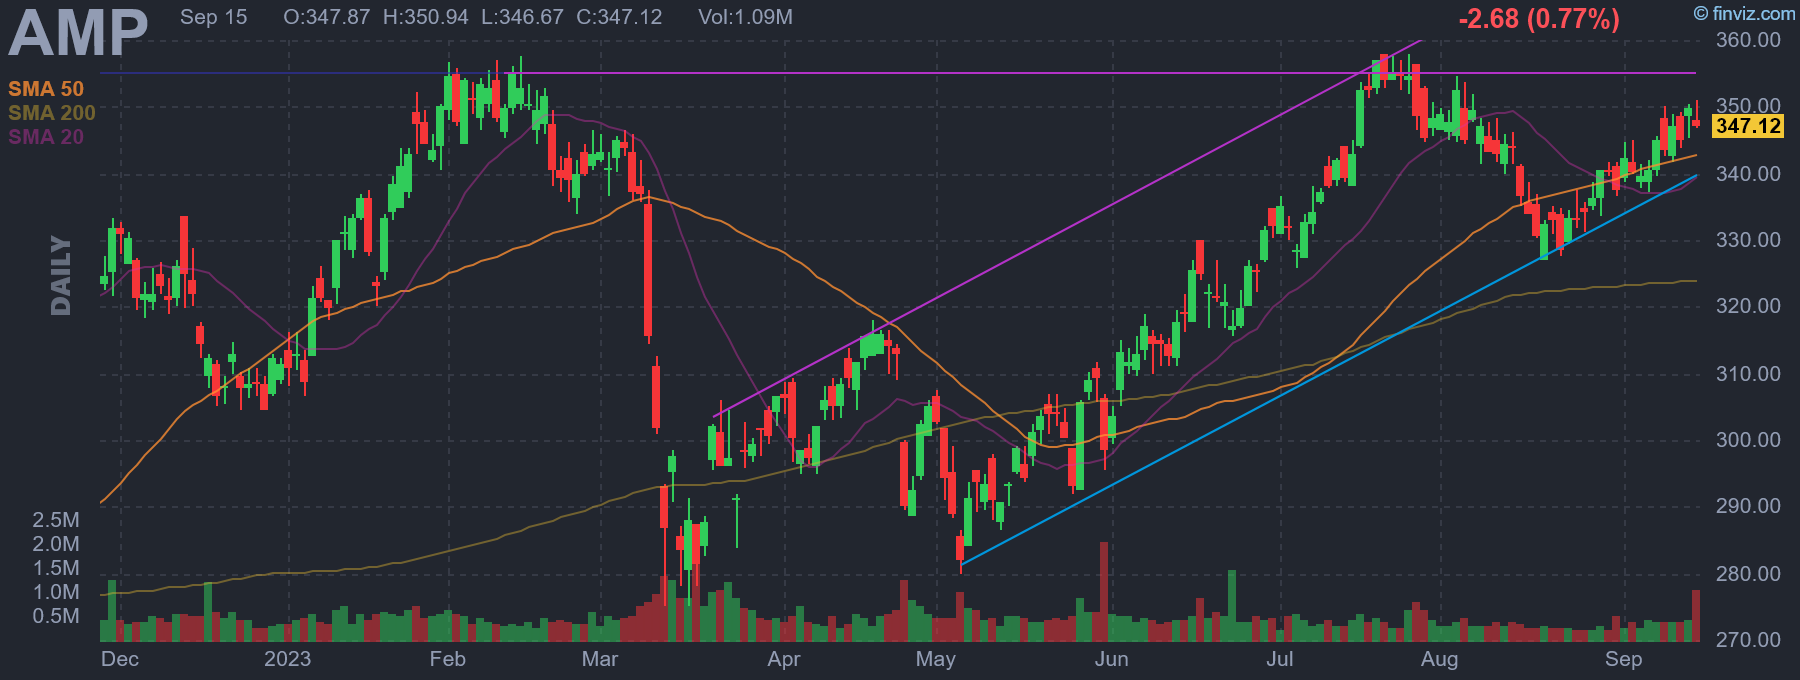 AMP Sep 15 O:347.87 H:350.94 L:346.67 C:347.12 Vol:1.09M -2.68 (0.77%) © finviz.com
SMA 50
SMA 200
SMA 20
DAILY
360.00
350.00
347.12
340.00
330.00
320.00
310.00
300.00
290.00
280.00
270.00
2.5M
2.0M
1.5M
1.0M
0.5M
Dec 2023 Feb Mar Apr May Jun Jul Aug Sep